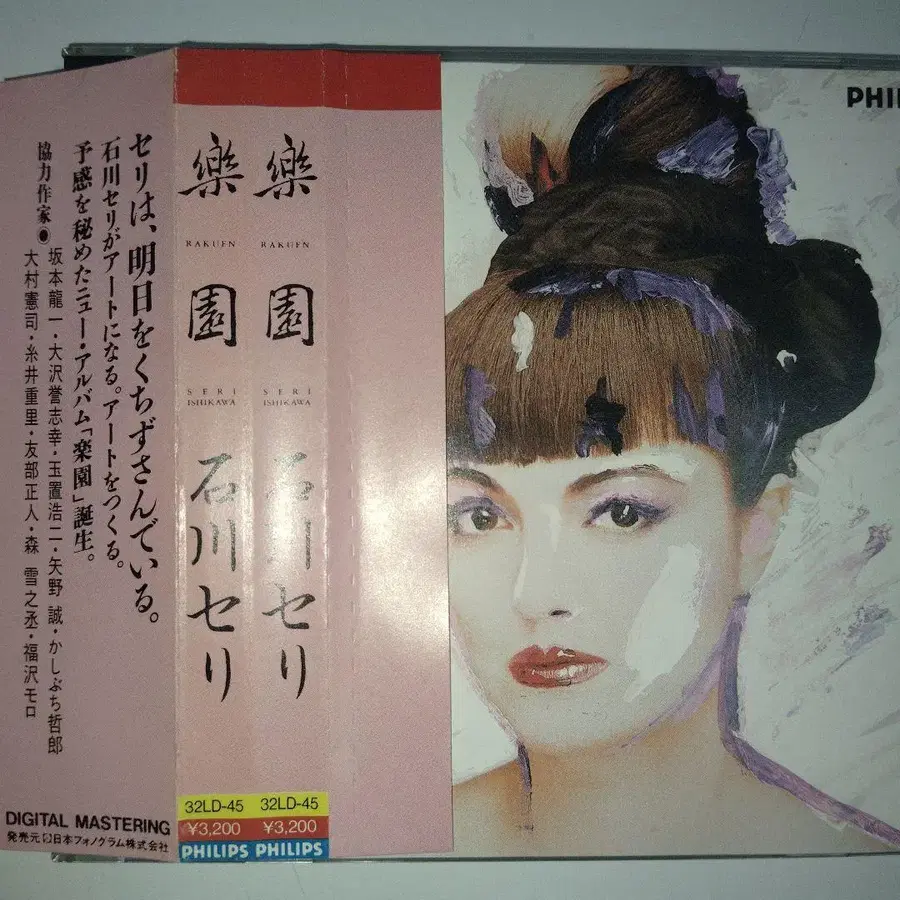 セリは、明日をくちずさんでいる。
石川セリがアートになる。アートをつくる。
予感を秘めたニュー・アルバム「楽園」誕生。
協力作家◉坂本龍一・大沢誉志幸・玉置浩二・矢野 誠・かしぶち哲郎
大村憲司・糸井重里・友部正人・森 雪之丞・福沢モロ
DIGITAL MASTERING
発売元 日本フォノグラム株式会社
樂園
RAKUEN
SERI
ISHIKAWA
石川セリ
32LD-45
¥3,200
PHILIPS
樂園
RAKUEN
SERI
ISHIKAWA
石川セリ
32LD-45
¥3,200
PHILIPS
PHI